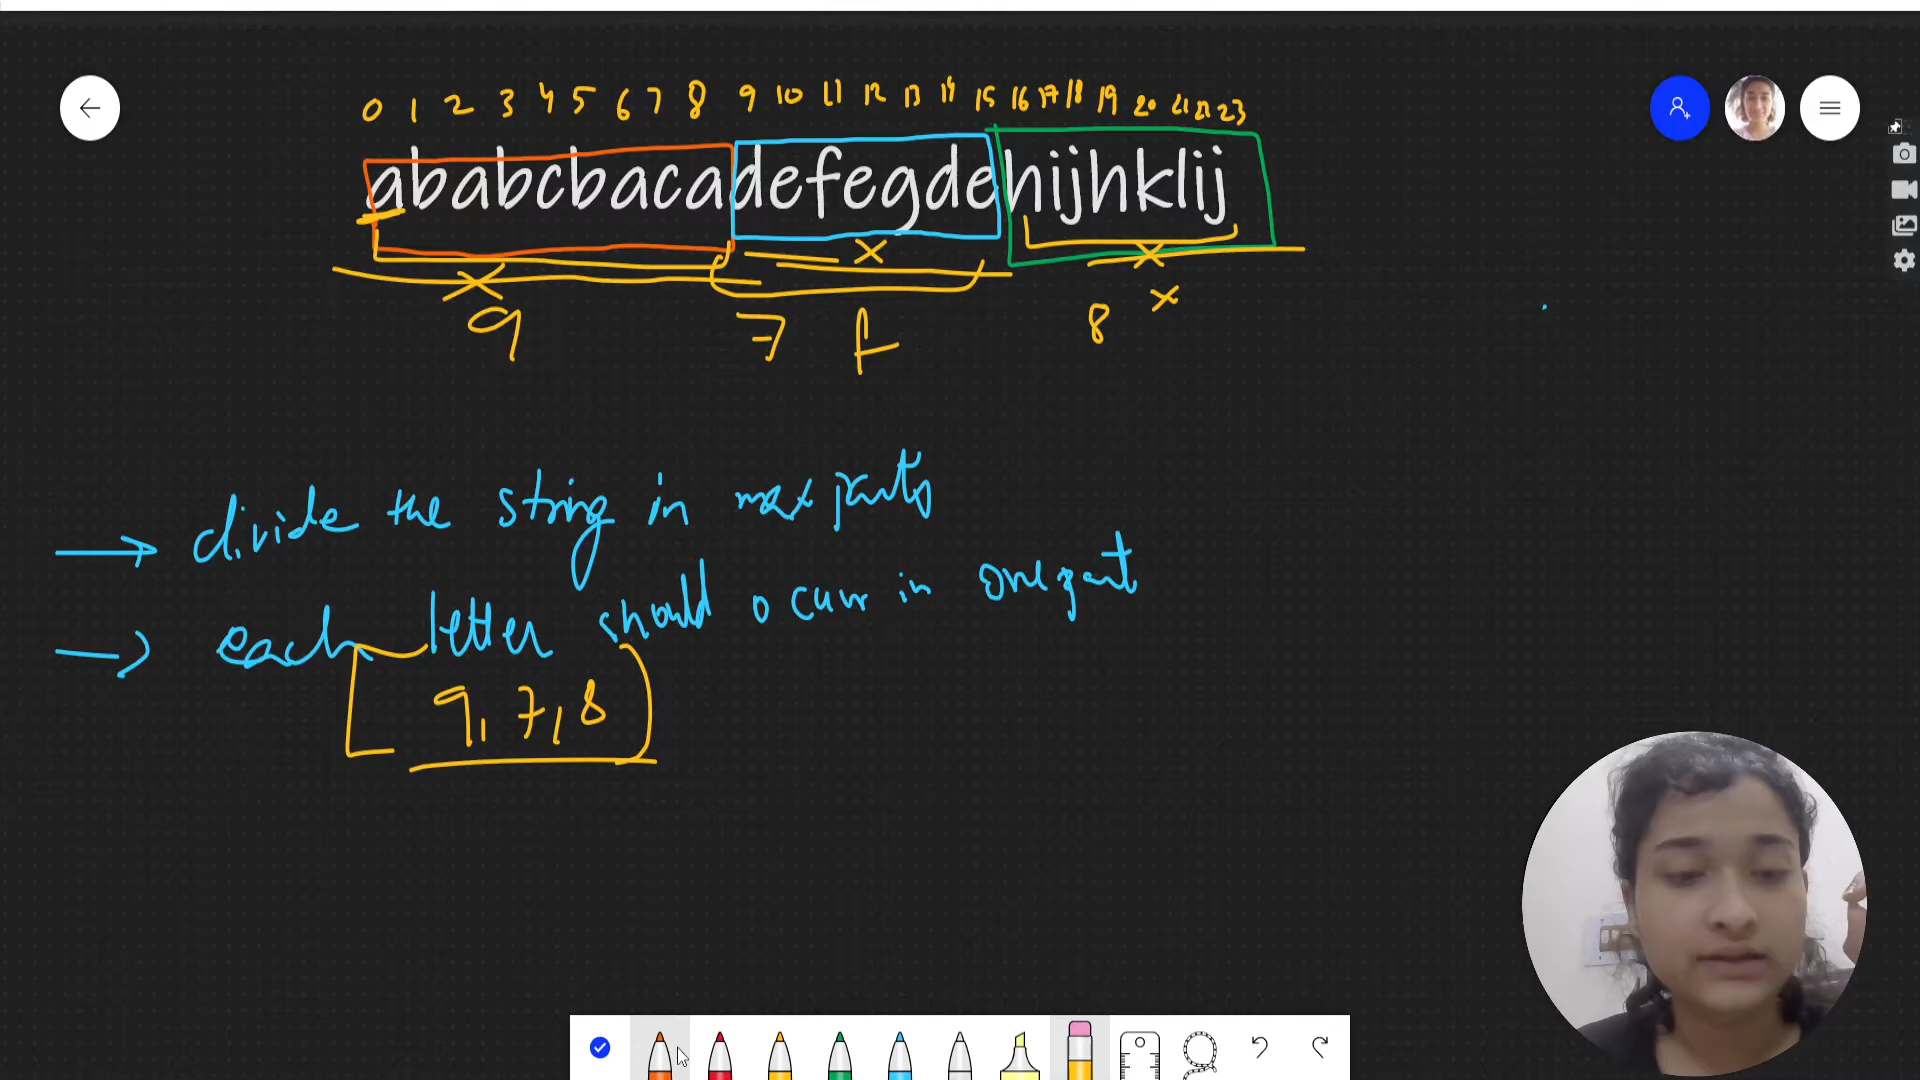 0 1 2 3 4 5 6 7 8 9 10 11 12 13 14 15 16 17 18 19 20 21 22 23
ababcbacadefegdehijhklij
9 7 f 8
divide the string in max parts
each letter should occur in one part
9, 7, 8